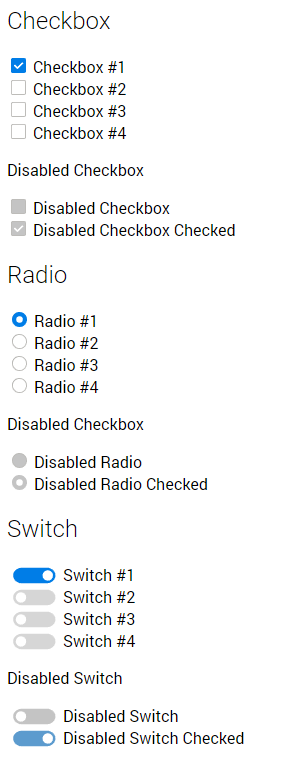 Checkbox
Checkbox #1
Checkbox #2
Checkbox #3
Checkbox #4
Disabled Checkbox
Disabled Checkbox
Disabled Checkbox Checked
Radio
Radio #1
Radio #2
Radio #3
Radio #4
Disabled Checkbox
Disabled Radio
Disabled Radio Checked
Switch
Switch #1
Switch #2
Switch #3
Switch #4
Disabled Switch
Disabled Switch
Disabled Switch Checked